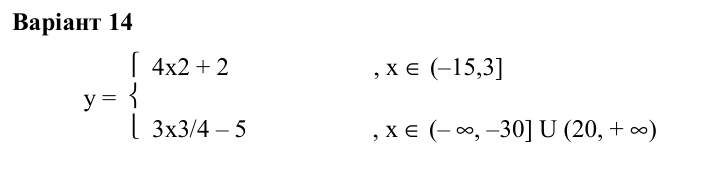 Варіант 14
⎧ 4x2 + 2 , x ∈ (–15,3]
y = ⎨
⎩ 3x3/4 – 5 , x ∈ (– ∞, –30] U (20, + ∞)